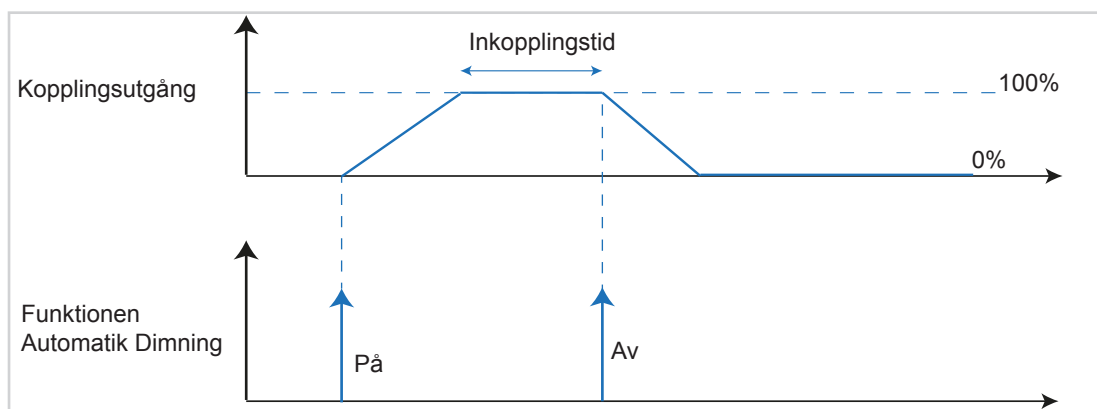 Inkopplingstid
Kopplingsutgång
100%
0%
Funktionen
Automatik Dimning
På
Av